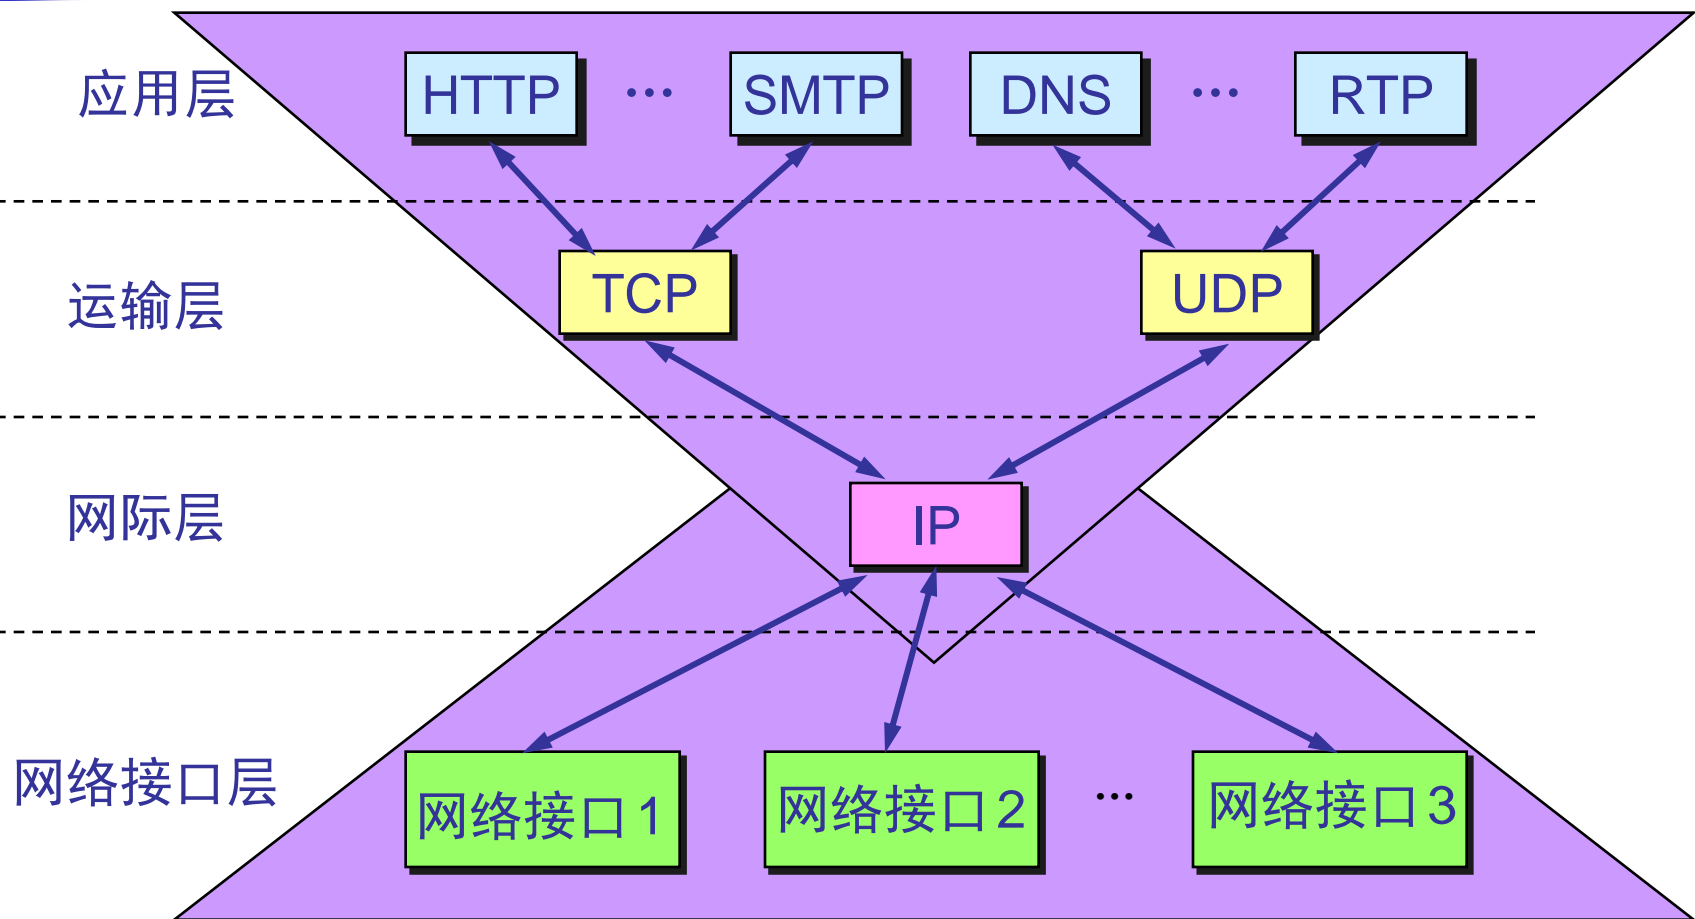 应用层 HTTP … SMTP DNS … RTP
运输层 TCP UDP
网际层 IP
网络接口层 网络接口1 网络接口2 … 网络接口3